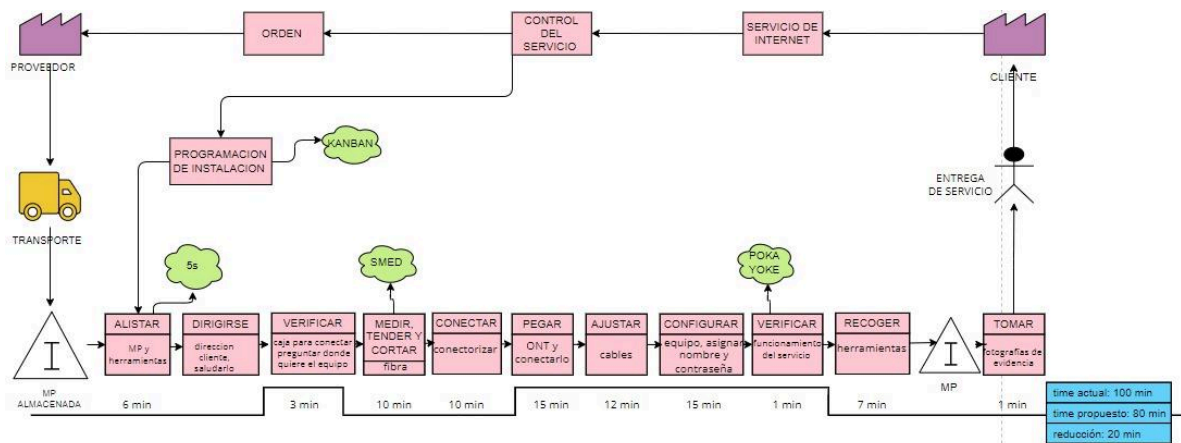 ORDEN
CONTROL
DEL
SERVICIO
SERVICIO DE
INTERNET
PROVEEDOR
CLIENTE
PROGRAMACION
DE INSTALACION
KANBAN
ENTREGA
DE SERVICIO
TRANSPORTE
5s
SMED
POKA
YOKE
I
MP
ALMACENADA
ALISTAR
MP y
herramientas
DIRIGIRSE
direccion
cliente,
saludarlo
VERIFICAR
caja para conectar
preguntar donde
quiere el equipo
MEDIR,
TENDER Y
CORTAR
fibra
CONECTAR
conectorizar
PEGAR
ONT y
conectarlo
AJUSTAR
cables
CONFIGURAR
equipo, asignar
nombre y
contraseña
VERIFICAR
funcionamiento
del servicio
RECOGER
herramientas
I
MP
TOMAR
fotografías de
evidencia
6 min
3 min
10 min
10 min
15 min
12 min
15 min
1 min
7 min
1 min
time actual: 100 min
time propuesto: 80 min
reducción: 20 min